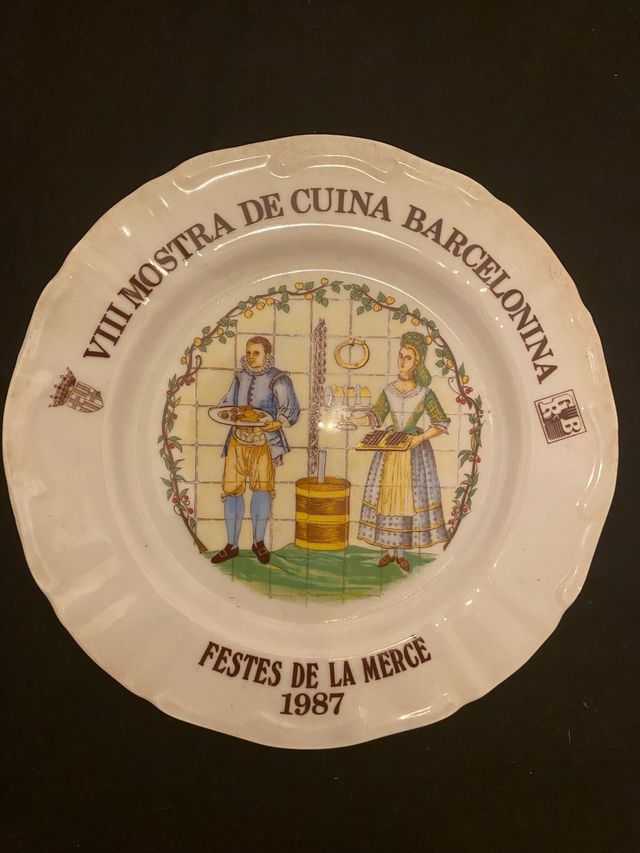 VIII MOSTRA DE CUINA BARCELONINA
FESTES DE LA MERCÈ
1987